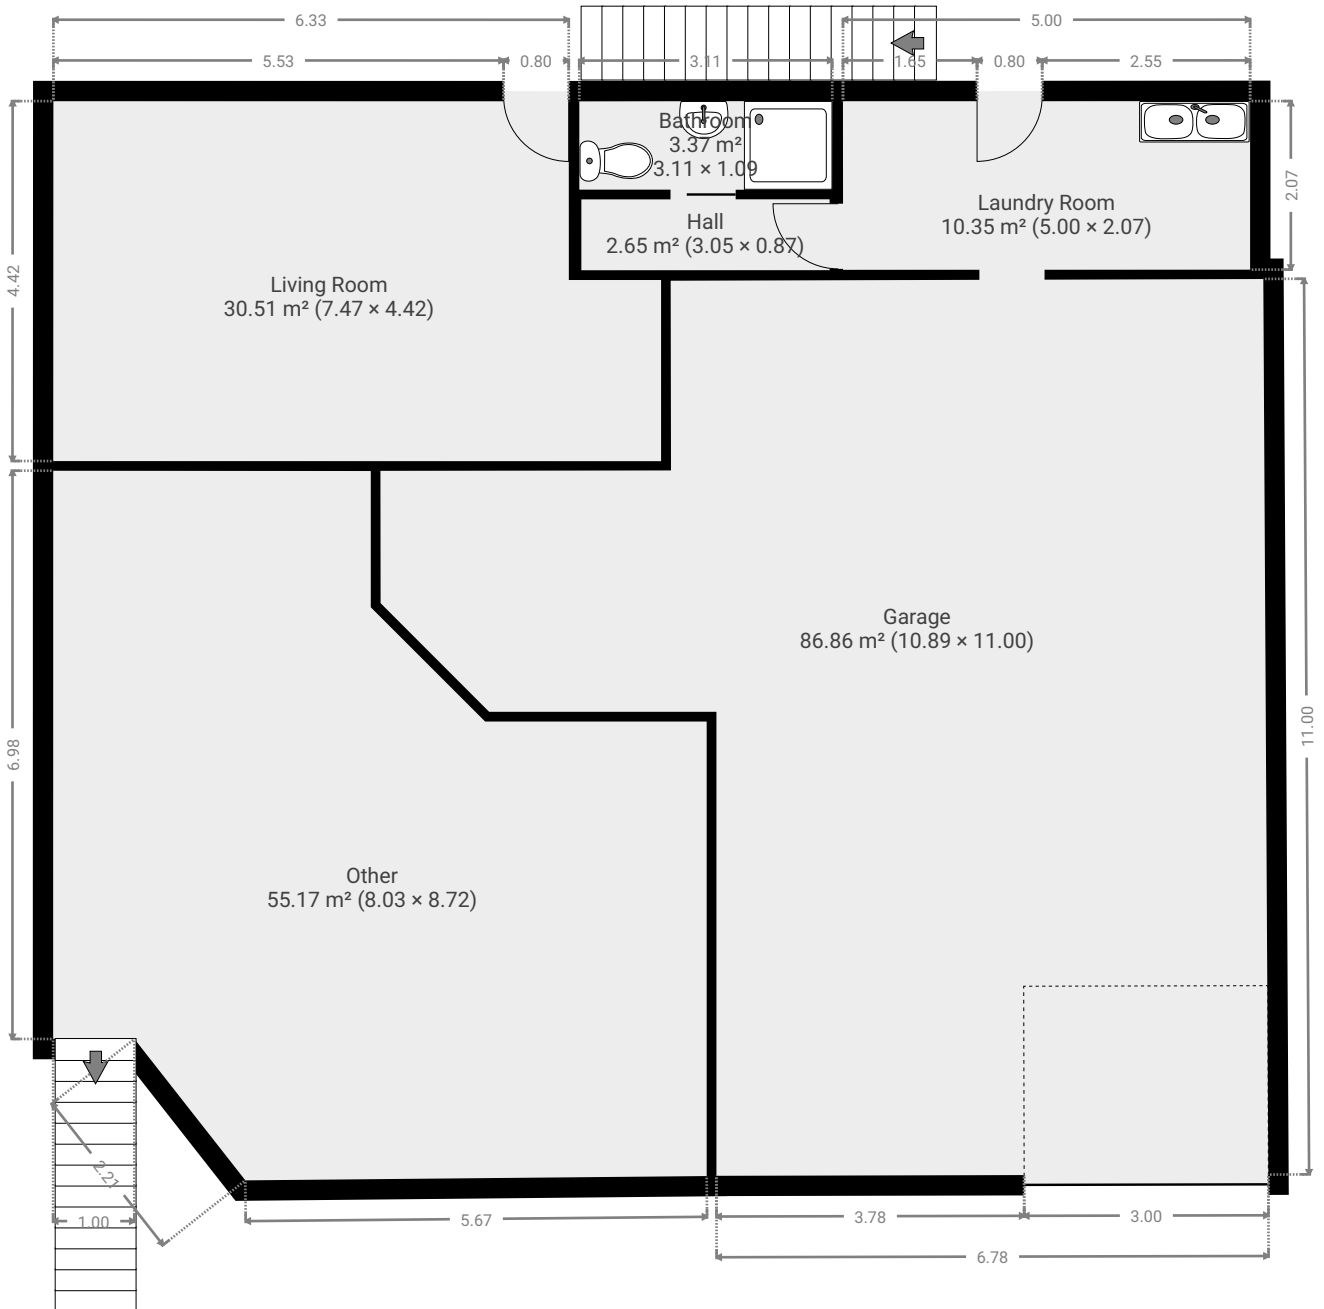 6.33
5.00
5.53
0.80
3.11
1.65
0.80
2.55
Bathroom
3.37 m²
3.11 × 1.09
2.07
Laundry Room
10.35 m² (5.00 × 2.07)
Hall
2.65 m² (3.05 × 0.87)
4.42
Living Room
30.51 m² (7.47 × 4.42)
Garage
86.86 m² (10.89 × 11.00)
11.00
6.98
Other
55.17 m² (8.03 × 8.72)
2.21
1.00
5.67
3.78
3.00
6.78